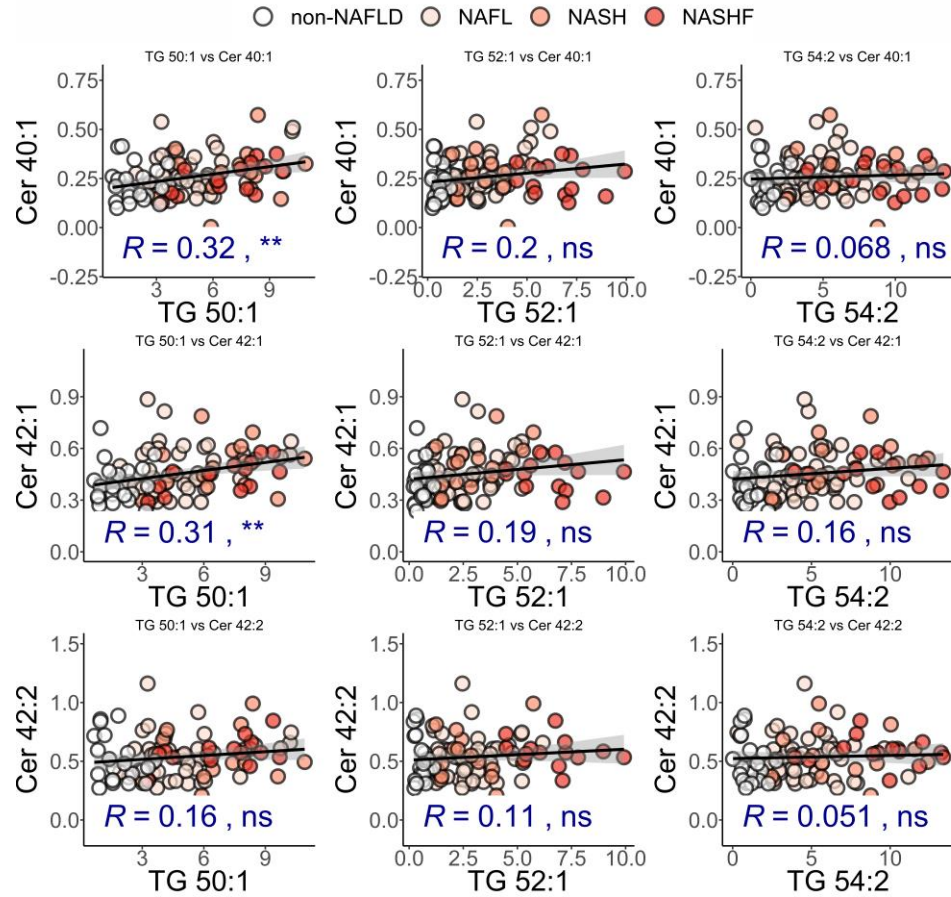 non-NAFLD NAFL NASH NASHF
TG 50:1 vs Cer 40:1
Cer 40:1
0.75
0.50
0.25
0.00
-0.25
R = 0.32 , **
3 6 9
TG 50:1
TG 52:1 vs Cer 40:1
Cer 40:1
0.75
0.50
0.25
0.00
-0.25
R = 0.2 , ns
0.0 2.5 5.0 7.5 10.0
TG 52:1
TG 54:2 vs Cer 40:1
Cer 40:1
0.75
0.50
0.25
0.00
-0.25
R = 0.068 , ns
0 5 10
TG 54:2
TG 50:1 vs Cer 42:1
Cer 42:1
0.9
0.6
0.3
0.0
R = 0.31 , **
3 6 9
TG 50:1
TG 52:1 vs Cer 42:1
Cer 42:1
0.9
0.6
0.3
0.0
R = 0.19 , ns
0.0 2.5 5.0 7.5 10.0
TG 52:1
TG 54:2 vs Cer 42:1
Cer 42:1
0.9
0.6
0.3
0.0
R = 0.16 , ns
0 5 10
TG 54:2
TG 50:1 vs Cer 42:2
Cer 42:2
1.5
1.0
0.5
0.0
R = 0.16 , ns
3 6 9
TG 50:1
TG 52:1 vs Cer 42:2
Cer 42:2
1.5
1.0
0.5
0.0
R = 0.11 , ns
0.0 2.5 5.0 7.5 10.0
TG 52:1
TG 54:2 vs Cer 42:2
Cer 42:2
1.5
1.0
0.5
0.0
R = 0.051 , ns
0 5 10
TG 54:2